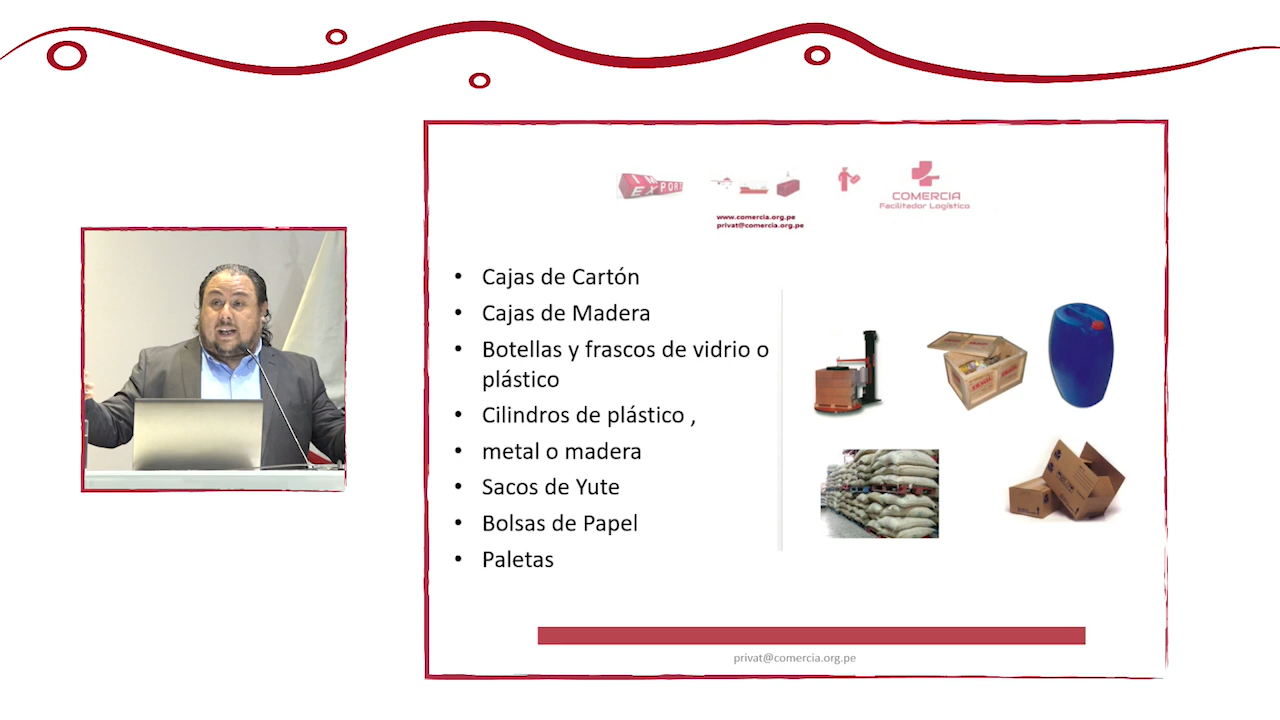 IM
EXPORT
COMERCIA
Facilitador Logístico
www.comercia.org.pe
privat@comercia.org.pe
• Cajas de Cartón
• Cajas de Madera
• Botellas y frascos de vidrio o
plástico
• Cilindros de plástico ,
• metal o madera
• Sacos de Yute
• Bolsas de Papel
• Paletas
privat@comercia.org.pe